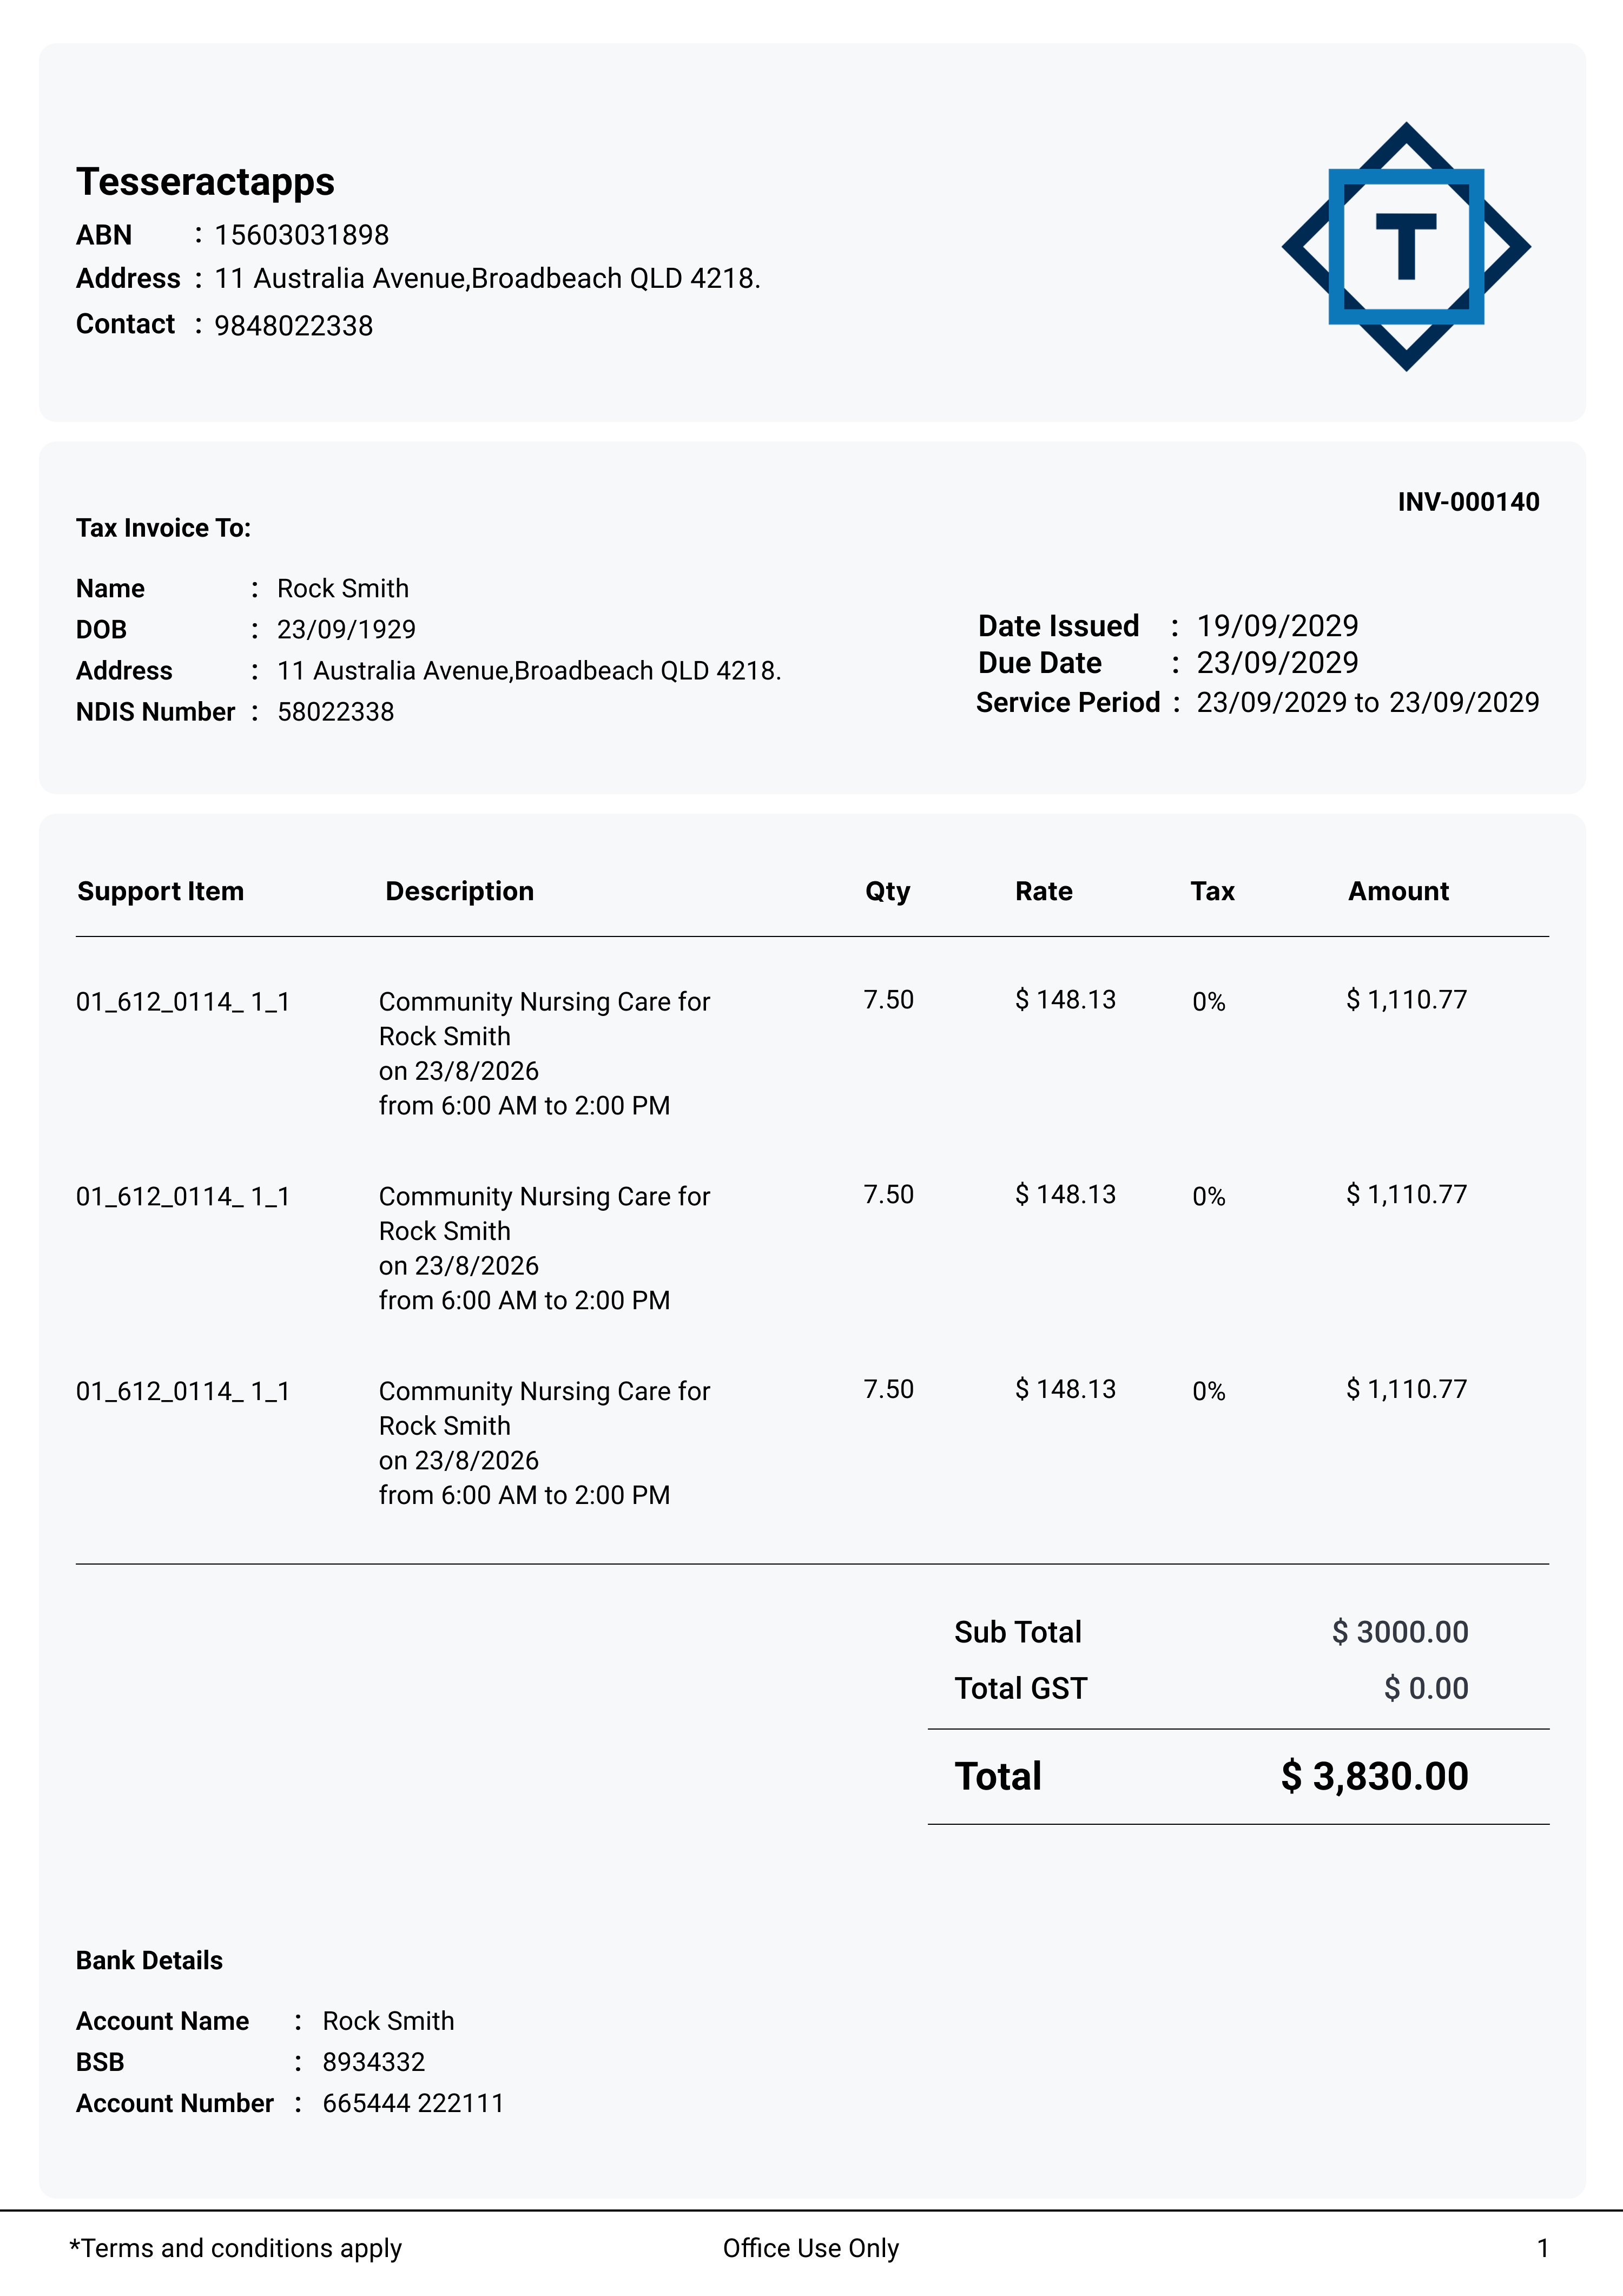 Tesseractapps
ABN : 15603031898
Address : 11 Australia Avenue,Broadbeach QLD 4218.
Contact : 9848022338
T
INV-000140
Tax Invoice To:
Name : Rock Smith
DOB : 23/09/1929
Address : 11 Australia Avenue,Broadbeach QLD 4218.
NDIS Number : 58022338
Date Issued : 19/09/2029
Due Date : 23/09/2029
Service Period : 23/09/2029 to 23/09/2029
Support Item Description Qty Rate Tax Amount
01_612_0114_ 1_1 Community Nursing Care for 7.50 $ 148.13 0% $ 1,110.77
Rock Smith
on 23/8/2026
from 6:00 AM to 2:00 PM
01_612_0114_ 1_1 Community Nursing Care for 7.50 $ 148.13 0% $ 1,110.77
Rock Smith
on 23/8/2026
from 6:00 AM to 2:00 PM
01_612_0114_ 1_1 Community Nursing Care for 7.50 $ 148.13 0% $ 1,110.77
Rock Smith
on 23/8/2026
from 6:00 AM to 2:00 PM
Sub Total $ 3000.00
Total GST $ 0.00
Total $ 3,830.00
Bank Details
Account Name : Rock Smith
BSB : 8934332
Account Number : 665444 222111
*Terms and conditions apply Office Use Only 1